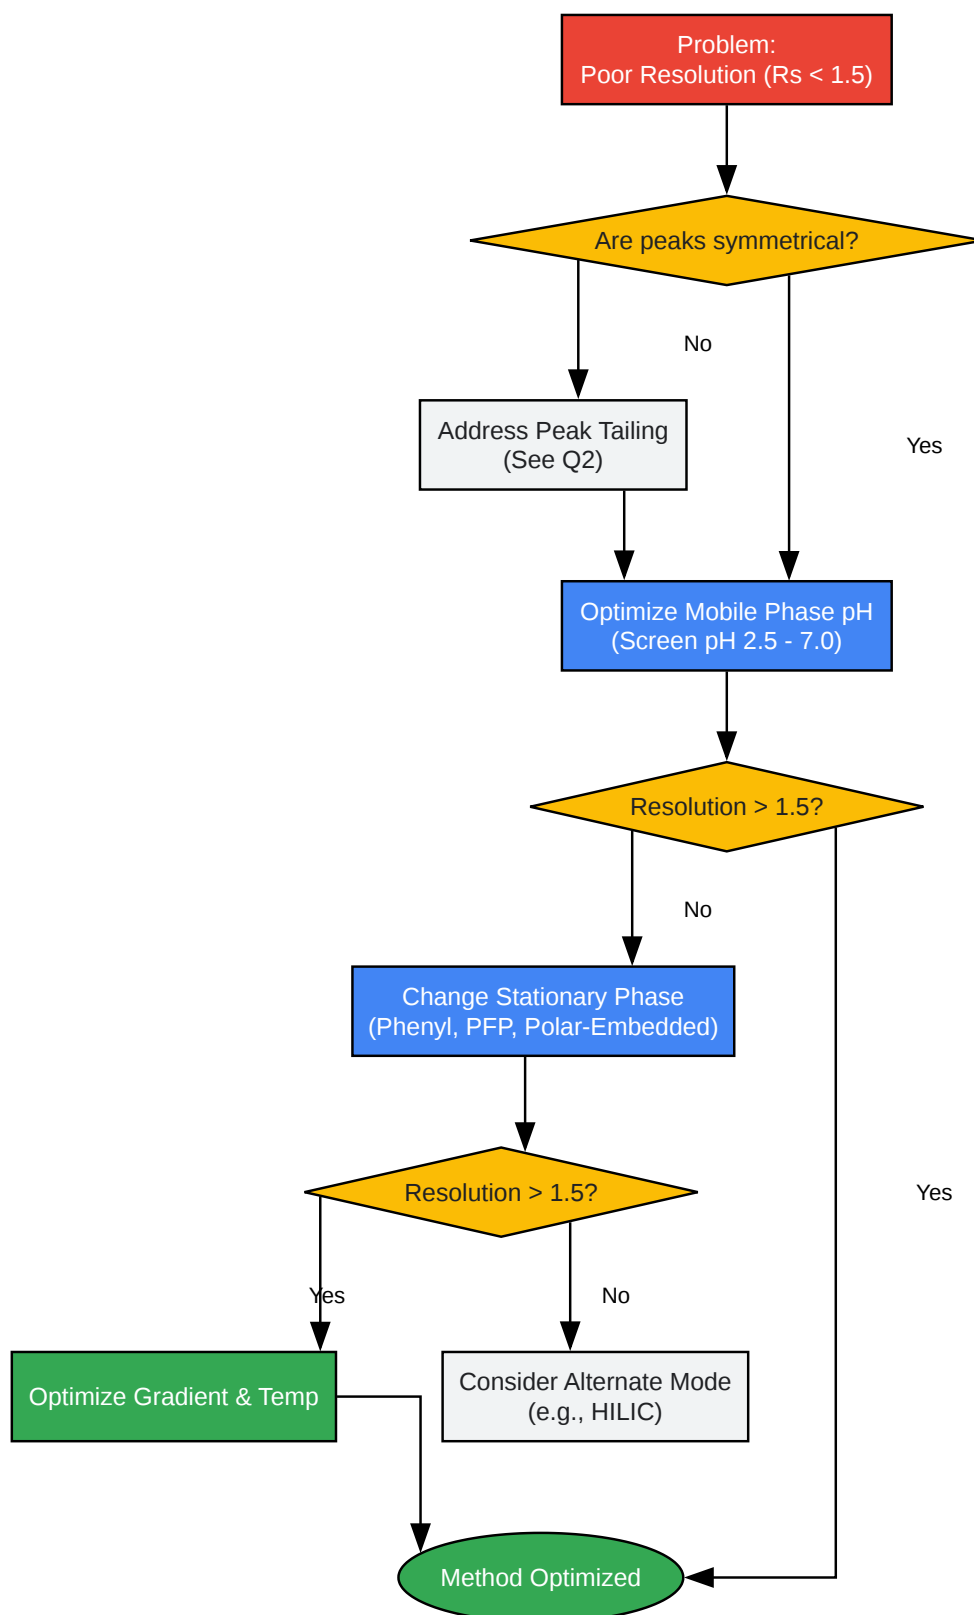 Problem:
Poor Resolution (Rs < 1.5)
Are peaks symmetrical?
No
Address Peak Tailing
(See Q2)
Yes
Optimize Mobile Phase pH
(Screen pH 2.5 - 7.0)
Resolution > 1.5?
No
Change Stationary Phase
(Phenyl, PFP, Polar-Embedded)
Resolution > 1.5?
Yes
Yes
No
Optimize Gradient & Temp
Consider Alternate Mode
(e.g., HILIC)
Method Optimized